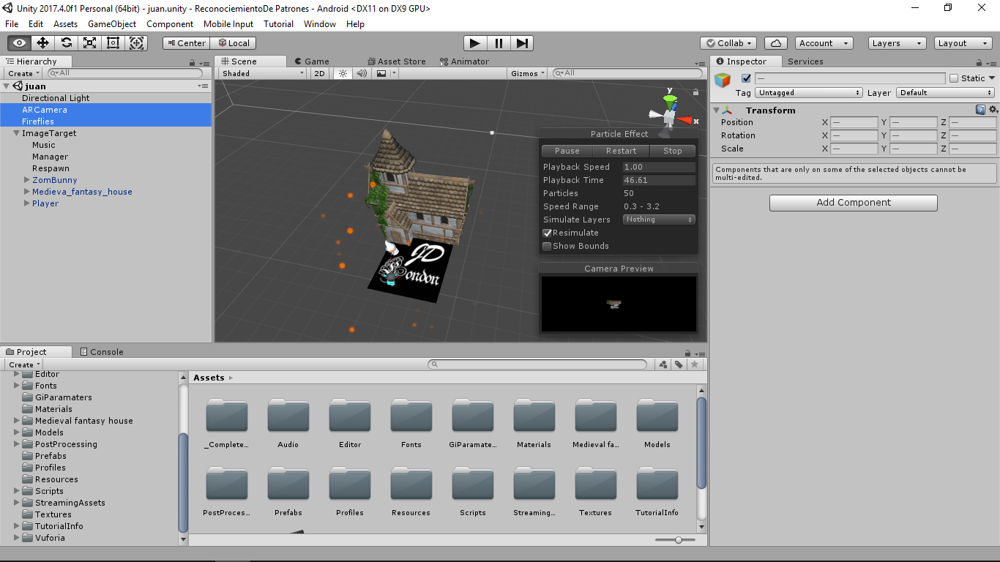 Unity 2017.4.0f1 Personal (64bit) - juan.unity - ReconociemientoDe Patrones - Android <DX11 on DX9 GPU>
File Edit Assets GameObject Component Mobile Input Tutorial Window Help
Center Local Collab Account Layers Layout
Hierarchy
Create All
juan
Directional Light
ARCamera
Fireflies
ImageTarget
Music
Manager
Respawn
ZomBunny
Medieva_fantasy_house
Player
Scene Game Asset Store Animator
Shaded 2D Gizmos All
y
x
JD
London
Particle Effect
Pause Restart Stop
Playback Speed 1.00
Playback Time 46.61
Particles 50
Speed Range 0.3 - 3.2
Simulate Layers Nothing
Resimulate
Show Bounds
Camera Preview
Inspector Services
— Static
Tag Untagged Layer Default
Transform
Position X — Y — Z —
Rotation X — Y — Z —
Scale X — Y — Z —
Components that are only on some of the selected objects cannot be
multi-edited.
Add Component
Project Console
Create
Editor
Fonts
GiParamaters
Materials
Medieval fantasy house
Models
PostProcessing
Prefabs
Profiles
Resources
Scripts
StreamingAssets
Textures
TutorialInfo
Vuforia
Assets
_Complete... Audio Editor Fonts GiParamate... Materials Medieval fa... Models
PostProces... Prefabs Profiles Resources Scripts Streaming... Textures TutorialInfo